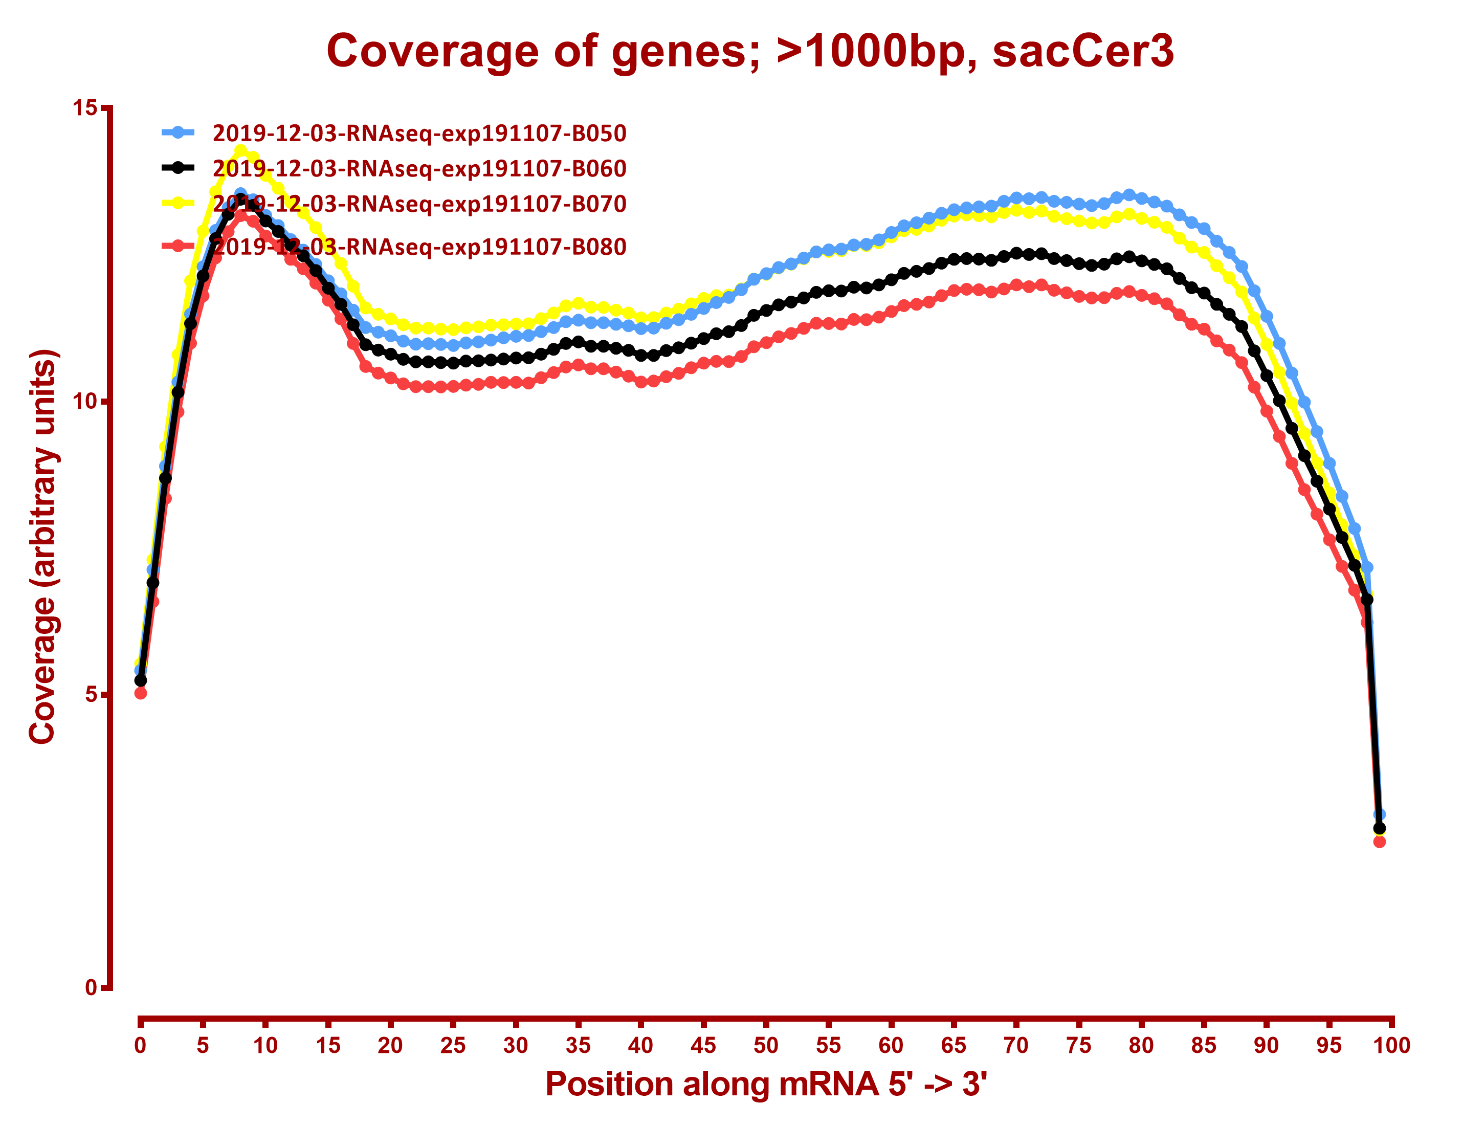 Coverage of genes; >1000bp, sacCer3
15
2019-12-03-RNAseq-exp191107-B050
2019-12-03-RNAseq-exp191107-B060
2019-12-03-RNAseq-exp191107-B070
2019-12-03-RNAseq-exp191107-B080
10
Coverage (arbitrary units)
5
0
0 5 10 15 20 25 30 35 40 45 50 55 60 65 70 75 80 85 90 95 100
Position along mRNA 5' -> 3'